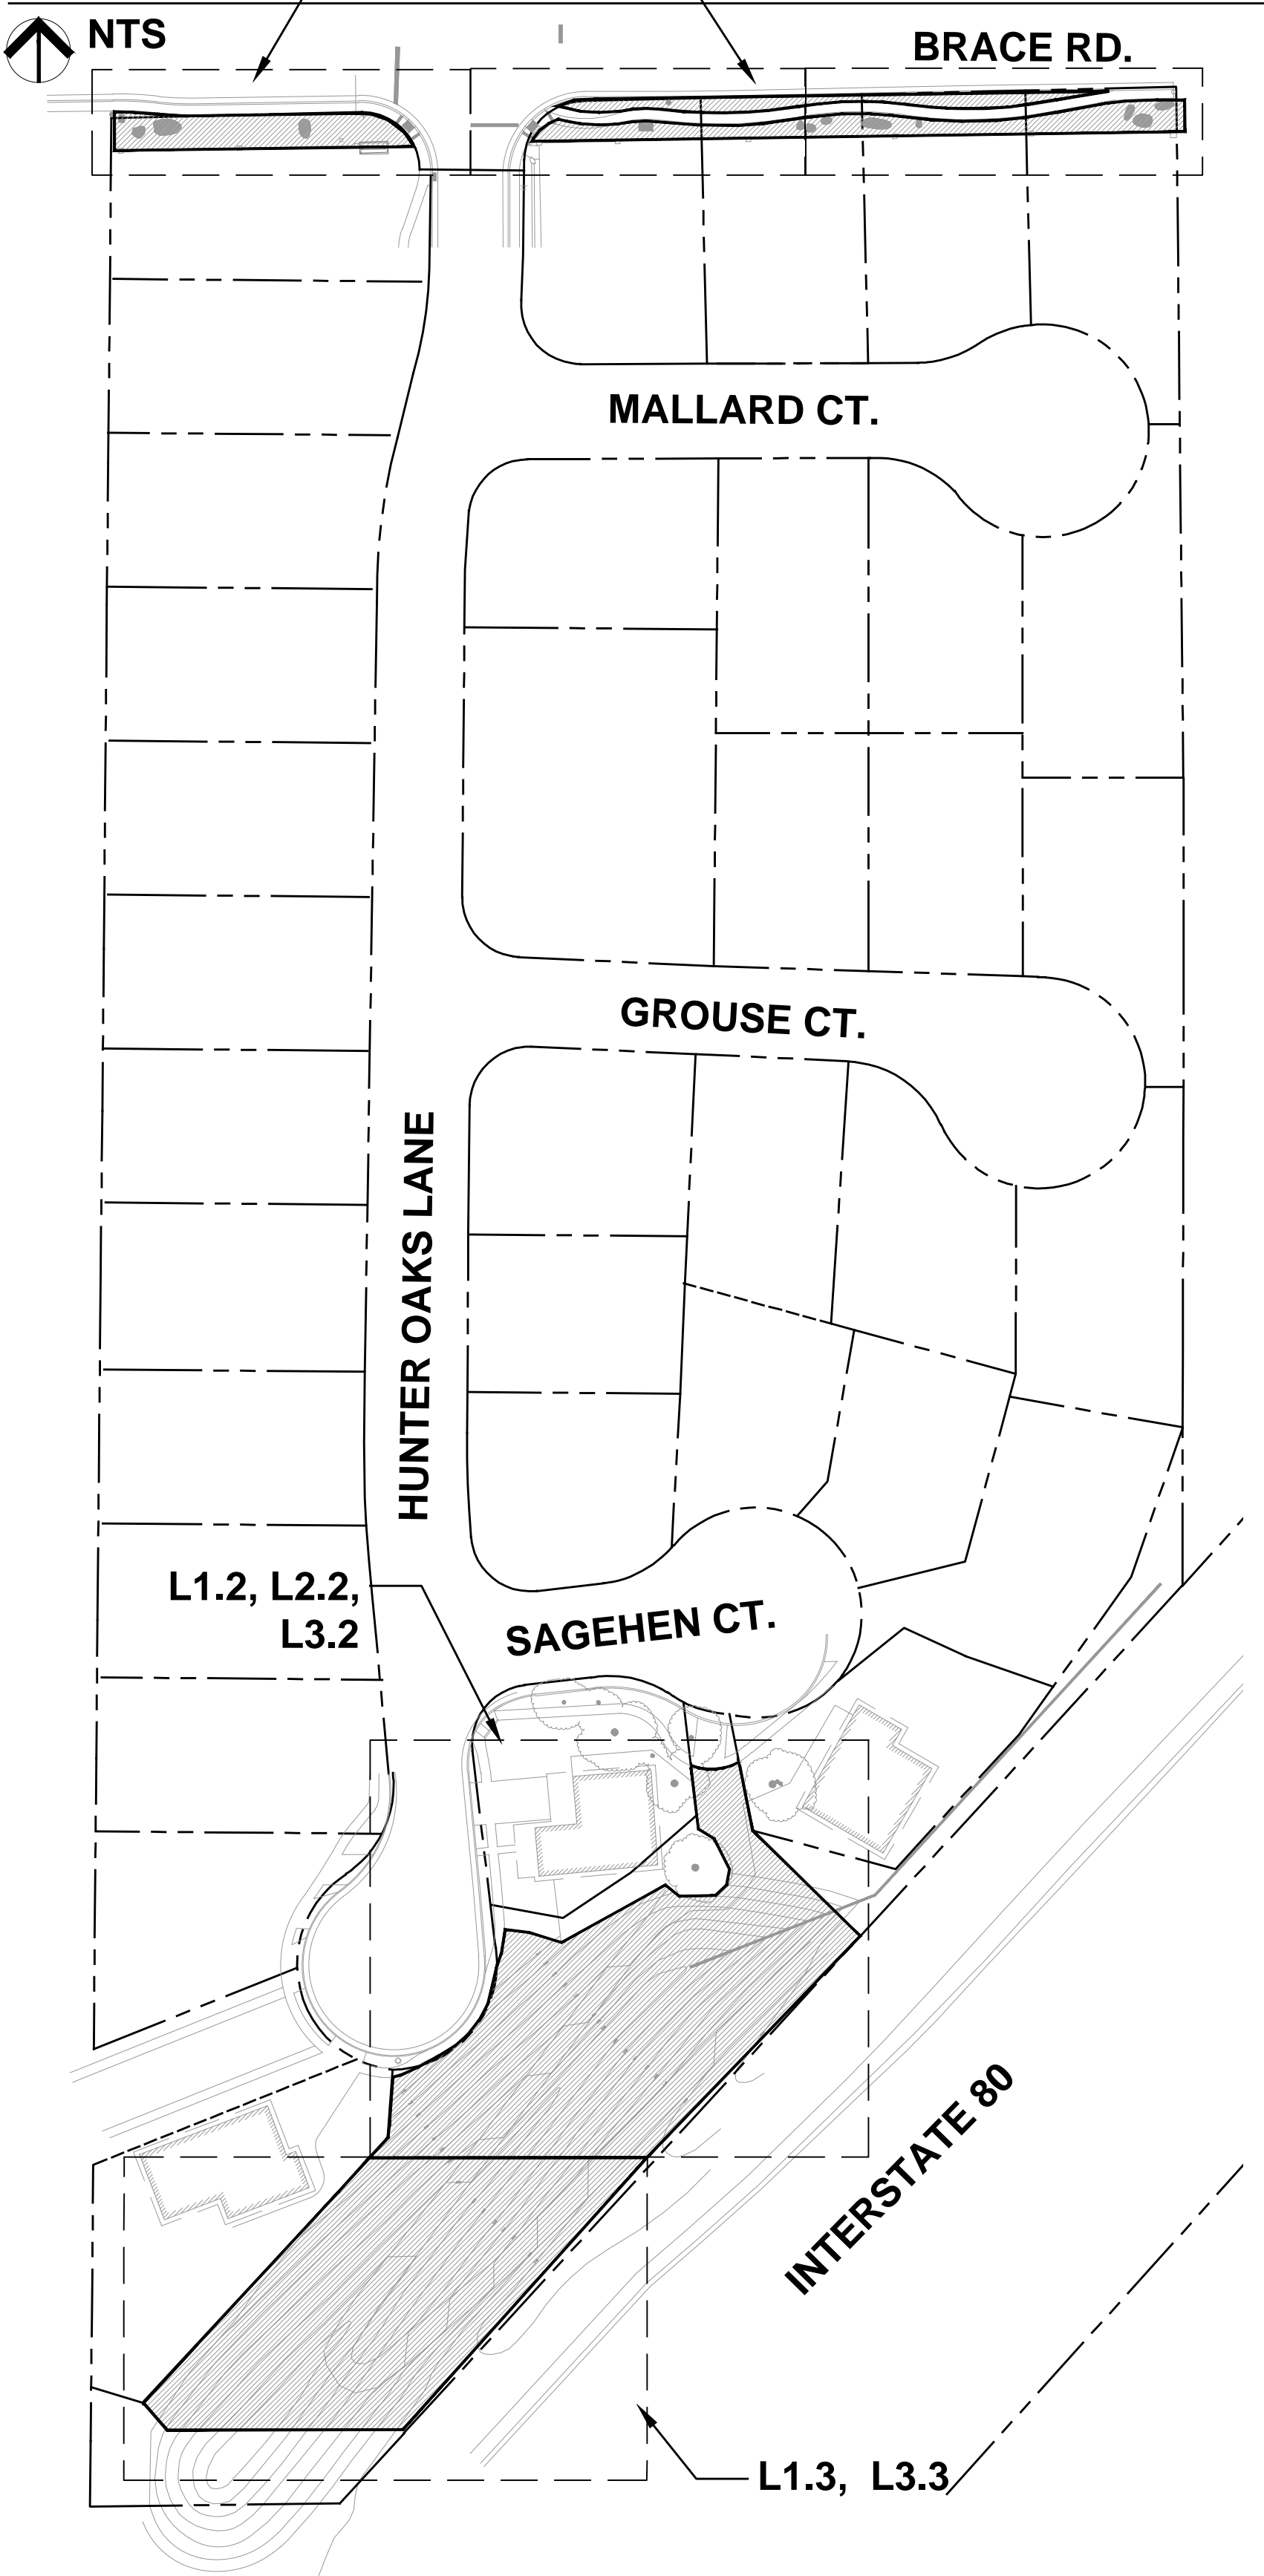 NTS
BRACE RD.
MALLARD CT.
GROUSE CT.
HUNTER OAKS LANE
L1.2, L2.2,
L3.2
SAGEHEN CT.
INTERSTATE 80
L1.3, L3.3